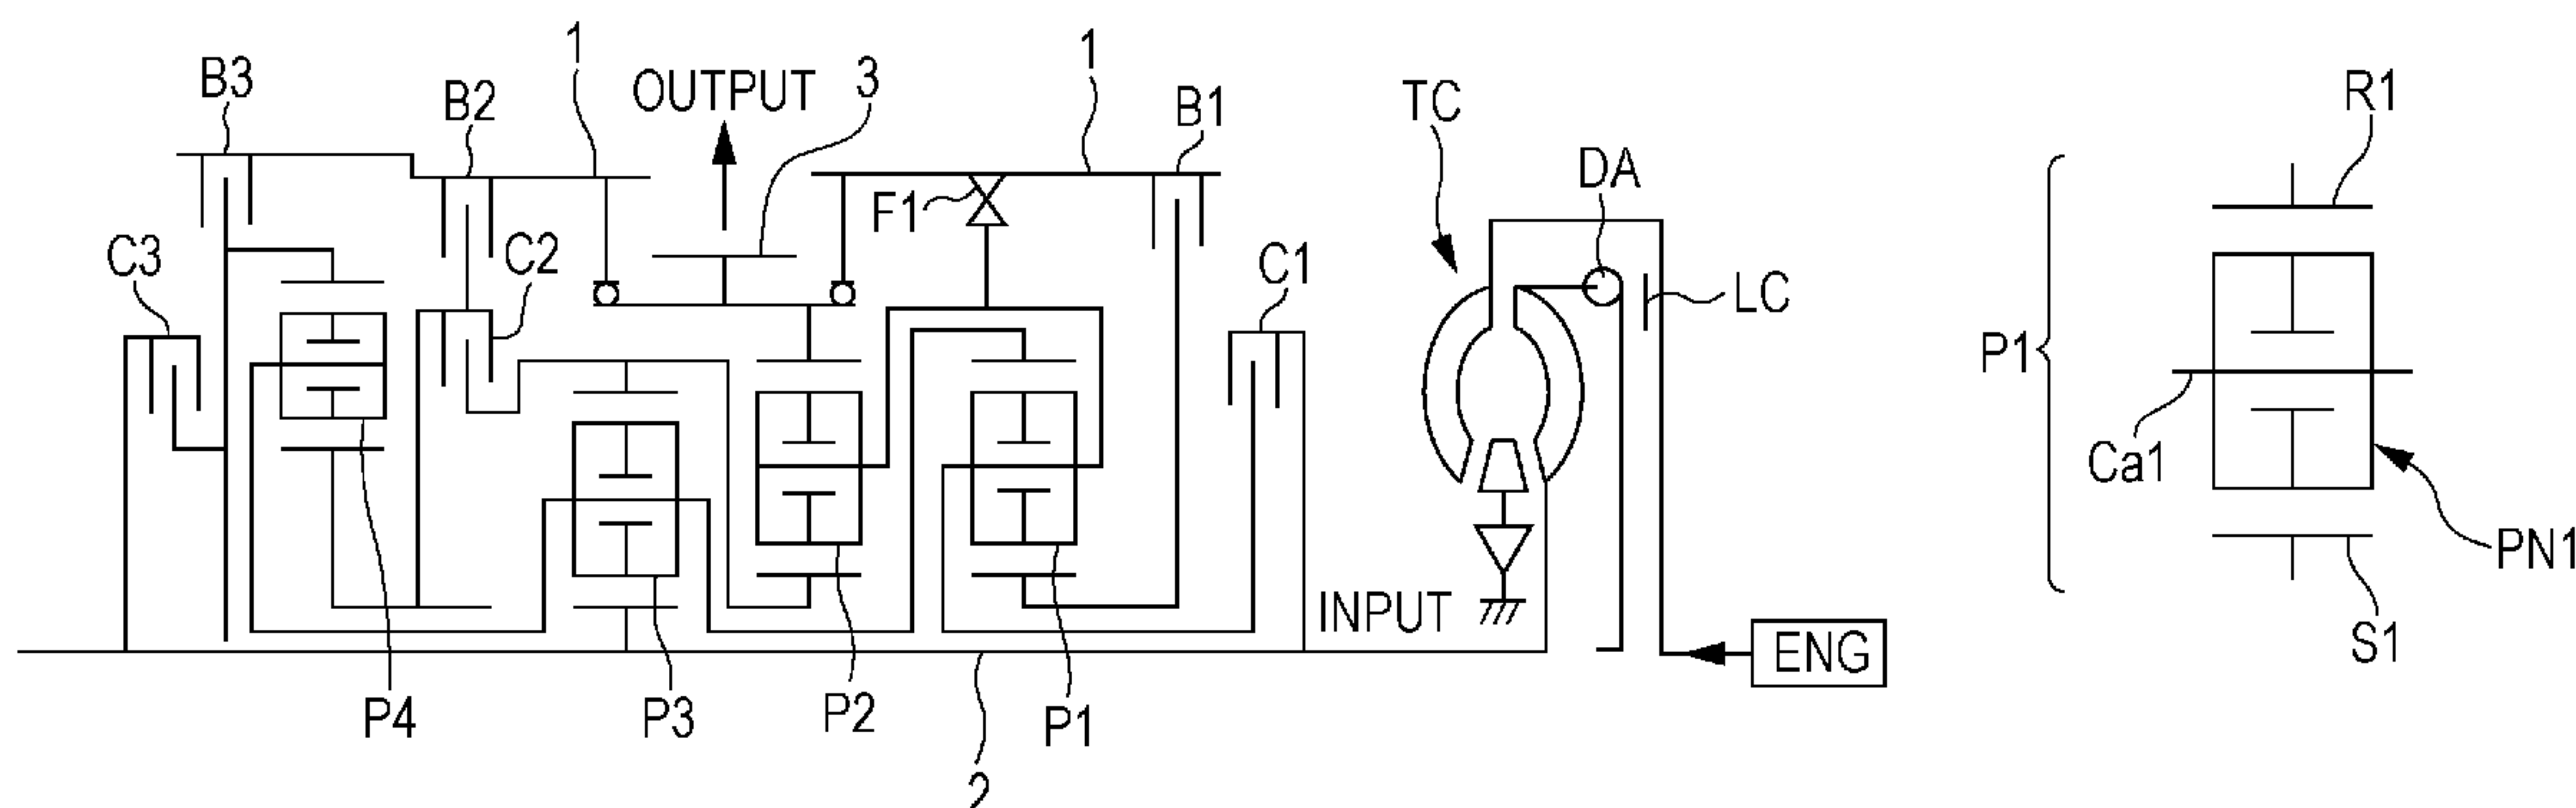 1
1
B3
OUTPUT
3
B2
B1
TC
R1
DA
F1
C3
C2
C1
LC
P1
Ca1
PN1
INPUT
ENG
S1
P4
P3
P2
P1
2